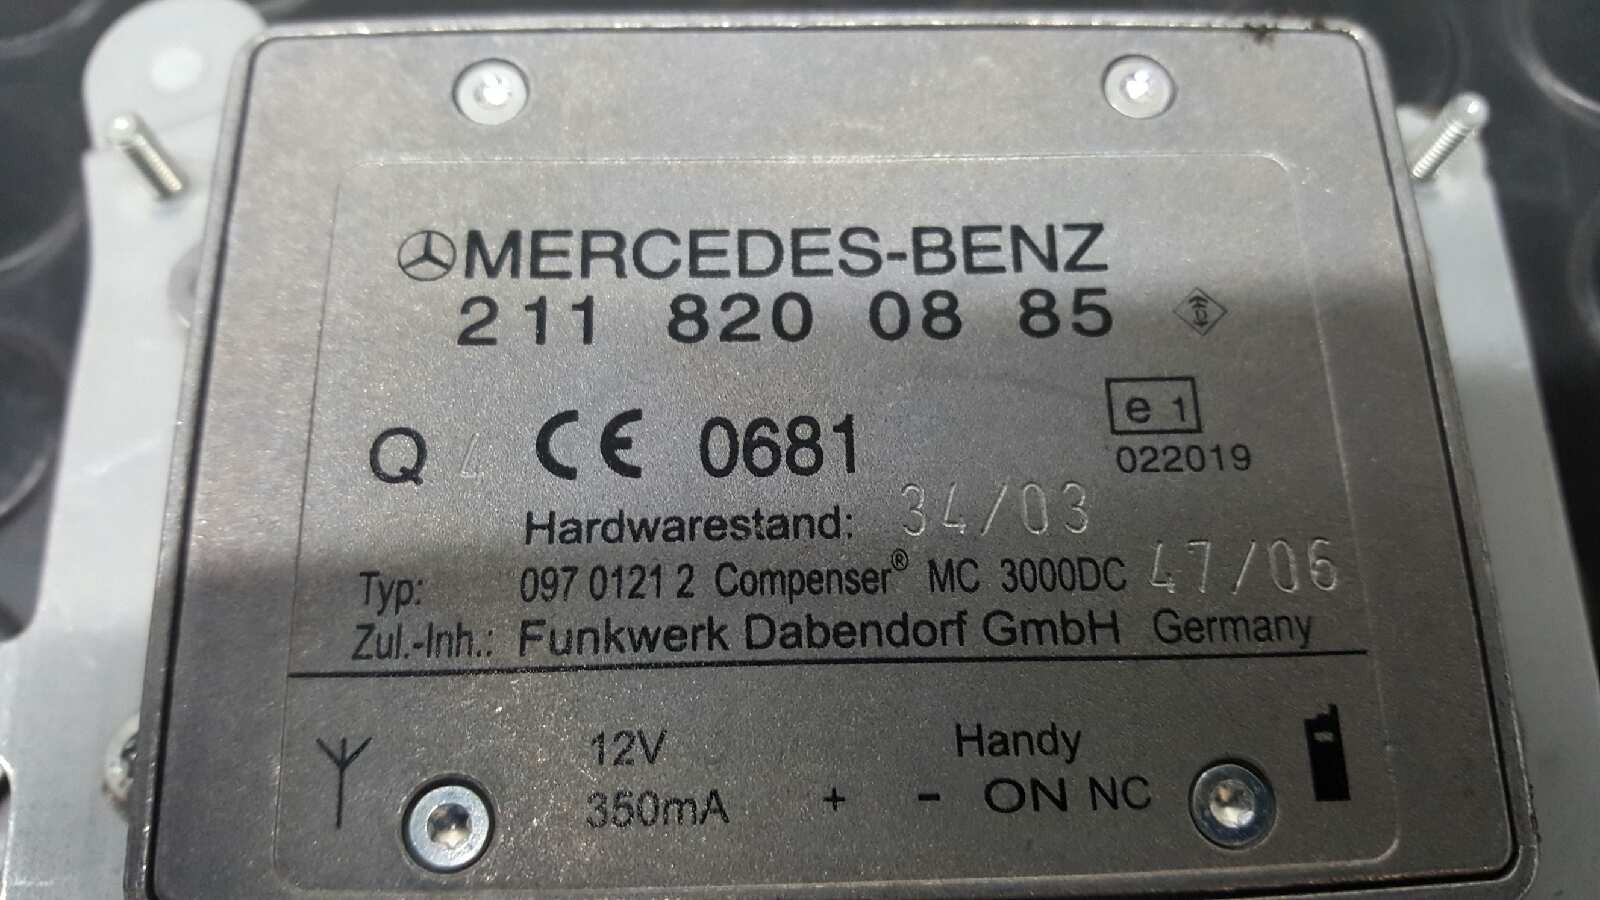 MERCEDES-BENZ
211 820 08 85
Q 4 CE 0681
e 1
022019
Hardwarestand: 34/03
Typ: 097 0121 2 Compenser® MC 3000DC 47/06
Zul.-Inh.: Funkwerk Dabendorf GmbH Germany
12V Handy
350mA + - ON NC